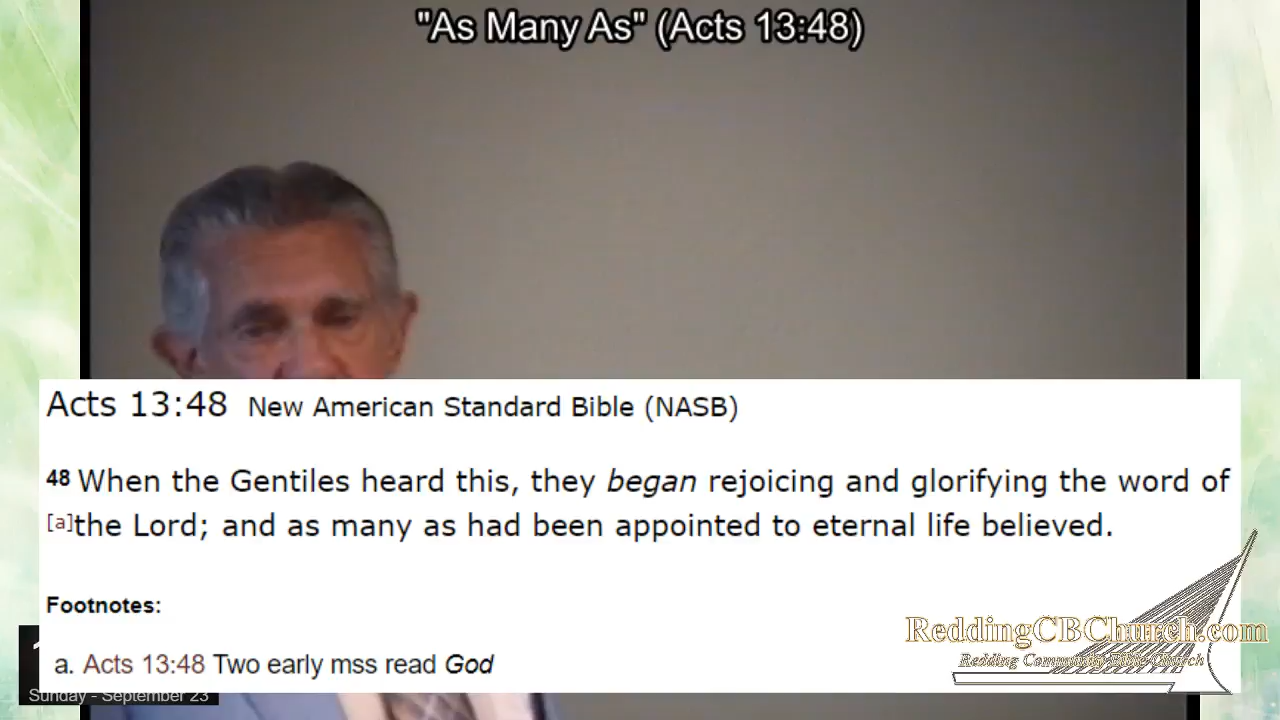 "As Many As" (Acts 13:48)
Acts 13:48 New American Standard Bible (NASB)
48 When the Gentiles heard this, they began rejoicing and glorifying the word of
[a]the Lord; and as many as had been appointed to eternal life believed.
Footnotes:
a. Acts 13:48 Two early mss read God
ReddingCBChurch.com
Redding Community Bible Church
Sunday - September 23